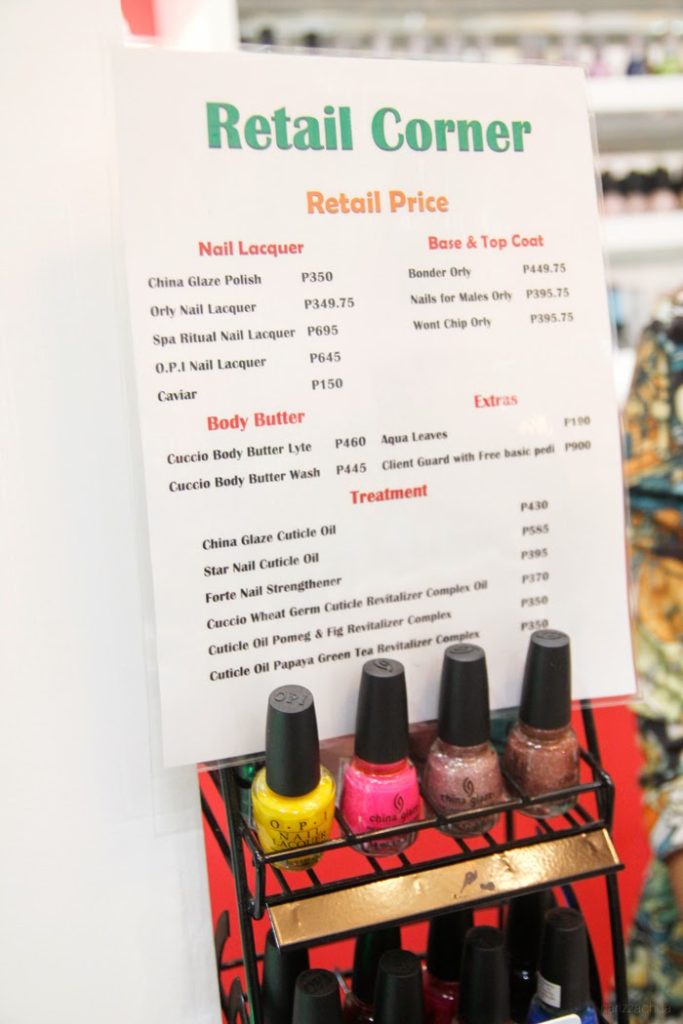 Retail Corner
Retail Price
Nail Lacquer
China Glaze Polish P350
Orly Nail Lacquer P349.75
Spa Ritual Nail Lacquer P695
O.P.I Nail Lacquer P645
Caviar P150
Base & Top Coat
Bonder Orly P449.75
Nails for Males Orly P395.75
Wont Chip Orly P395.75
Body Butter
Cuccio Body Butter Lyte P460
Cuccio Body Butter Wash P445
Extras
Aqua Leaves P190
Client Guard with Free basic pedi P900
Treatment
China Glaze Cuticle Oil P430
Star Nail Cuticle Oil P585
Forte Nail Strengthener P395
Cuccio Wheat Germ Cuticle Revitalizer Complex Oil P370
Cuticle Oil Pomeg & Fig Revitalizer Complex P350
Cuticle Oil Papaya Green Tea Revitalizer Complex P350
OPI
O·P·I
NAIL
LACQUER
china glaze
china glaze
china glaze